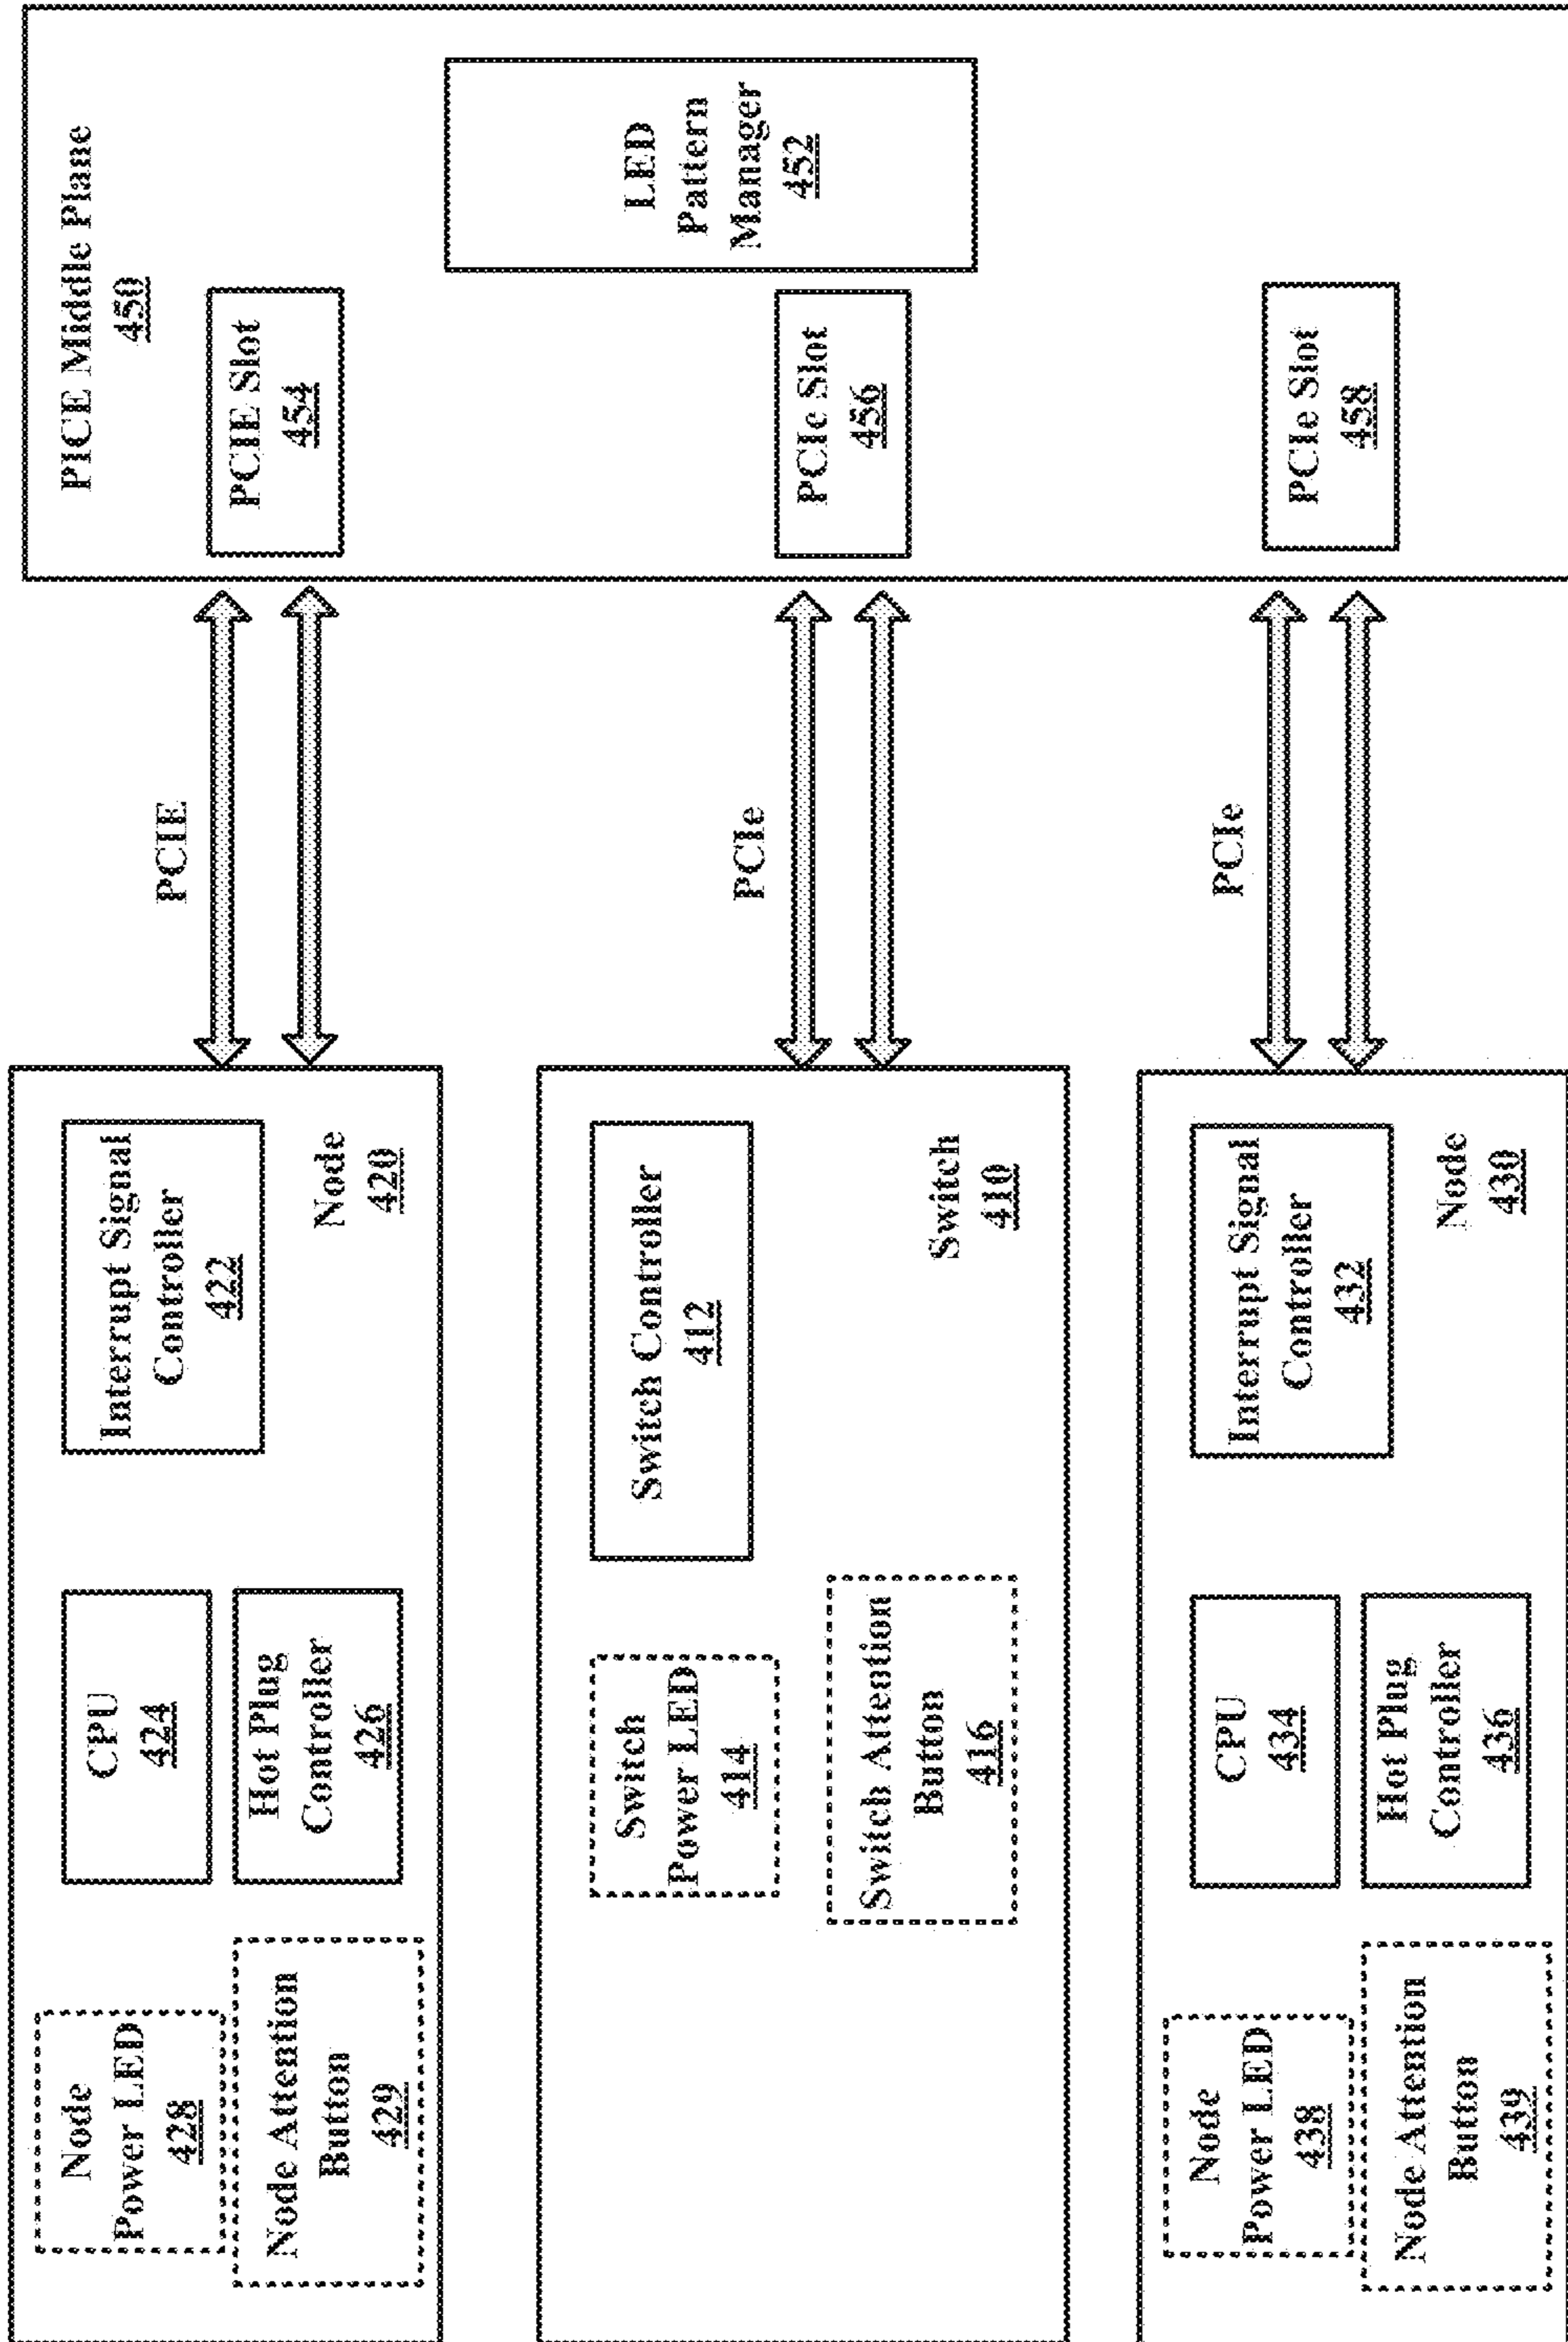 Node
Power LED
428
Node Attention
Button
429
CPU
424
Hot Plug
Controller
426
Interrupt Signal
Controller
422
Node
420
PCIE
PICE Middle Plane
450
PCIE Slot
454
LED
Pattern
Manager
452
Switch
Power LED
414
Switch Attention
Button
416
Switch Controller
412
Switch
410
PCIe
PCIe Slot
456
Node
Power LED
438
Node Attention
Button
439
CPU
434
Hot Plug
Controller
436
Interrupt Signal
Controller
432
Node
430
PCIe
PCIe Slot
458